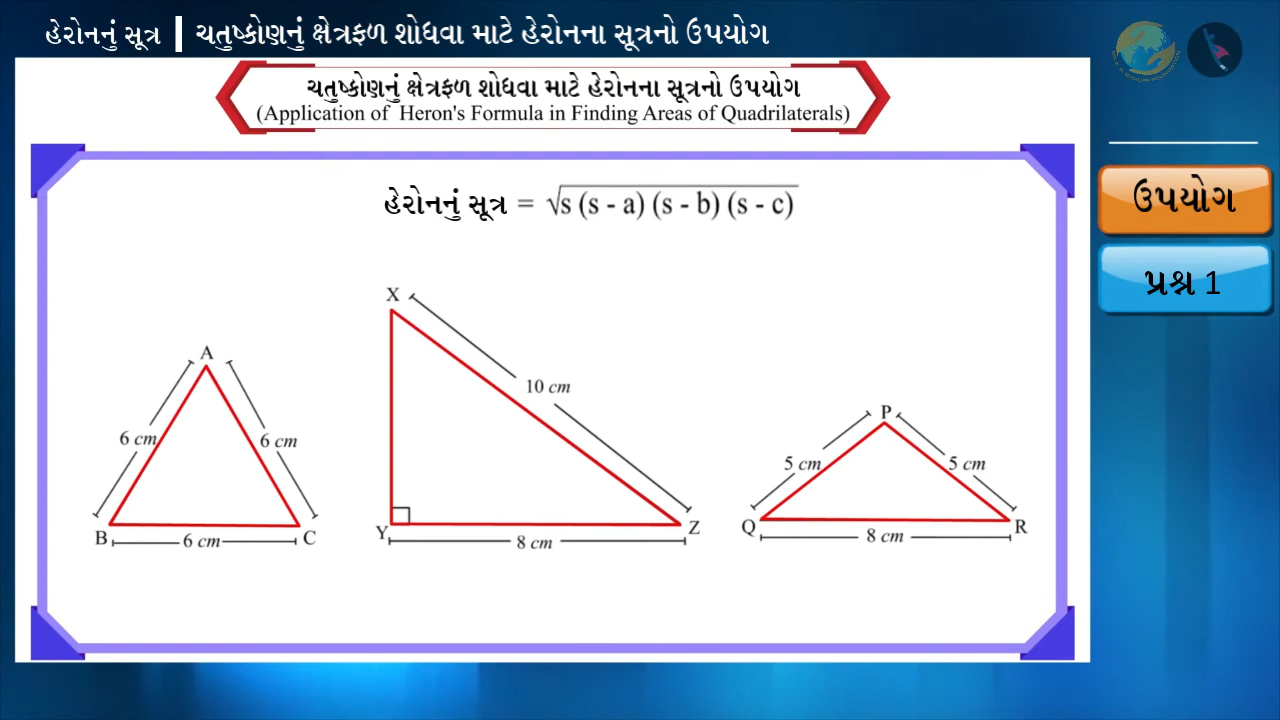 હેરોનનું સૂત્ર | ચતુષ્કોણનું ક્ષેત્રફળ શોધવા માટે હેરોનના સૂત્રનો ઉપયોગ
ચતુષ્કોણનું ક્ષેત્રફળ શોધવા માટે હેરોનના સૂત્રનો ઉપયોગ
(Application of Heron's Formula in Finding Areas of Quadrilaterals)
ઉપયોગ
પ્રશ્ન 1
હેરોનનું સૂત્ર = √s (s - a) (s - b) (s - c)
A
6 cm
6 cm
B
6 cm
C
X
10 cm
Y
Z
8 cm
P
5 cm
5 cm
Q
R
8 cm